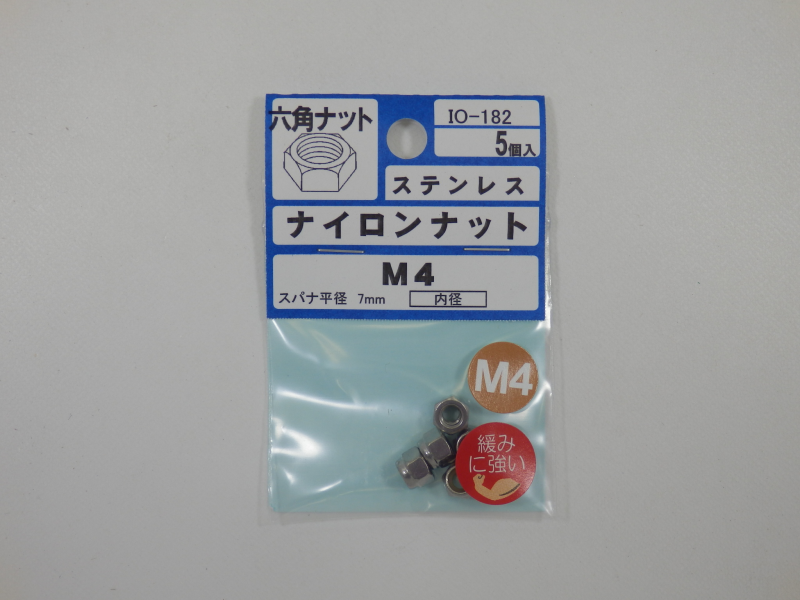 六角ナット
IO-182
5個入
ステンレス
ナイロンナット
M4
スパナ平径 7mm 内径
M4
緩み
に強い